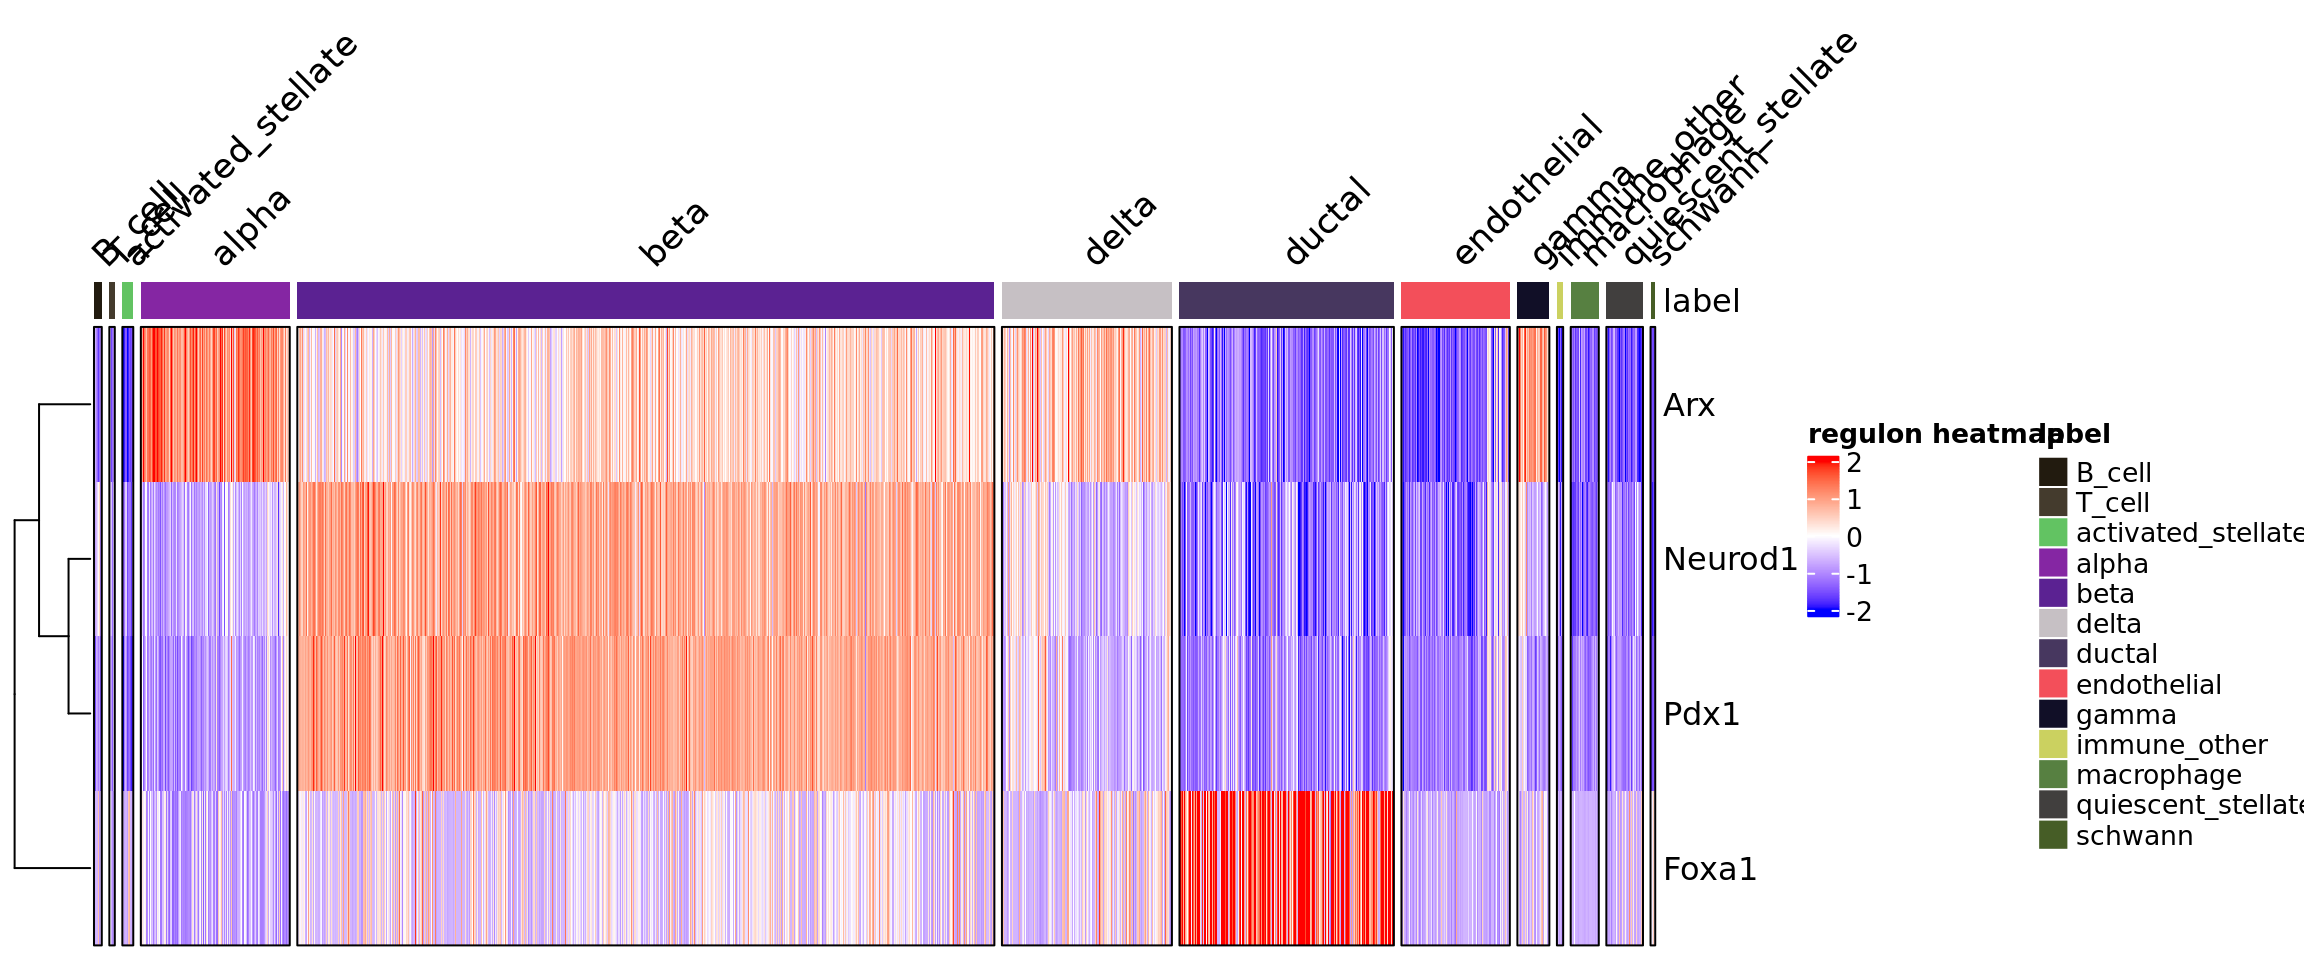 B_cell
T_cell
activated_stellate
alpha
beta
delta
ductal
endothelial
gamma
immune_other
macrophage
quiescent_stellate
schwann
label
Arx
Neurod1
Pdx1
Foxa1
regulon heatmap
2
1
0
-1
-2
label
B_cell
T_cell
activated_stellate
alpha
beta
delta
ductal
endothelial
gamma
immune_other
macrophage
quiescent_stellate
schwann